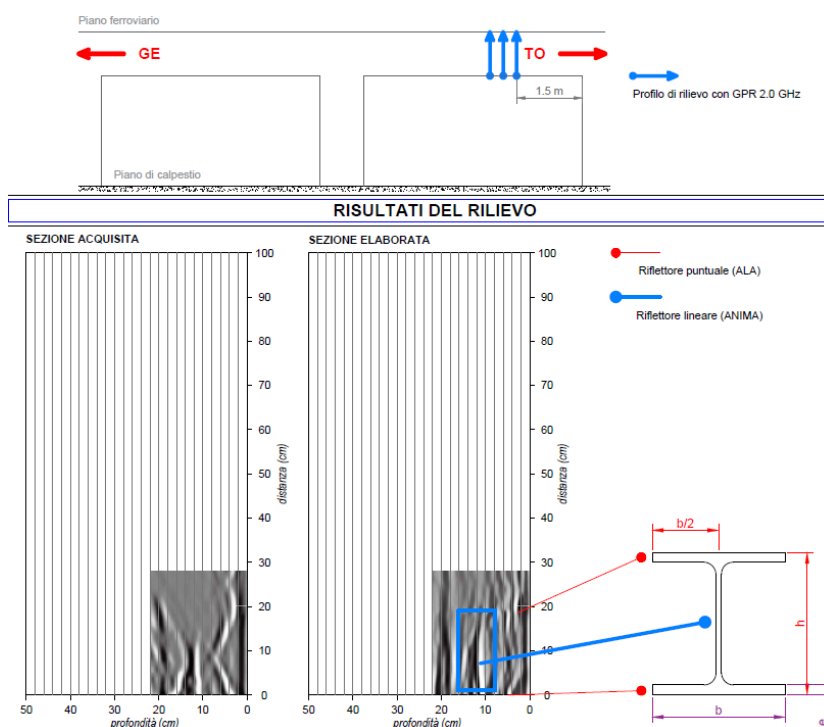 Piano ferroviario
GE
TO
1.5 m
Profilo di rilievo con GPR 2.0 GHz
Piano di calpestio
RISULTATI DEL RILIEVO
SEZIONE ACQUISITA
SEZIONE ELABORATA
100
90
80
70
60
50
40
30
20
10
0
distanza (cm)
50
40
30
20
10
0
profondità (cm)
100
90
80
70
60
50
40
30
20
10
0
distanza (cm)
50
40
30
20
10
0
profondità (cm)
Riflettore puntuale (ALA)
Riflettore lineare (ANIMA)
b/2
h
b